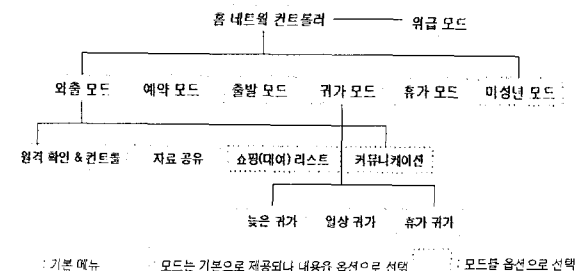 홈 네트웍 컨트롤러 위급 모드
외출 모드 예약 모드 출발 모드 귀가 모드 휴가 모드 미성년 모드
원격 확인 & 컨트롤 자료 공유 쇼핑(대여) 리스트 커뮤니케이션
늦은 귀가 일상 귀가 휴가 귀가
: 기본 메뉴 : 모드는 기본으로 제공되나 내용을 옵션으로 선택 : 모드를 옵션으로 선택